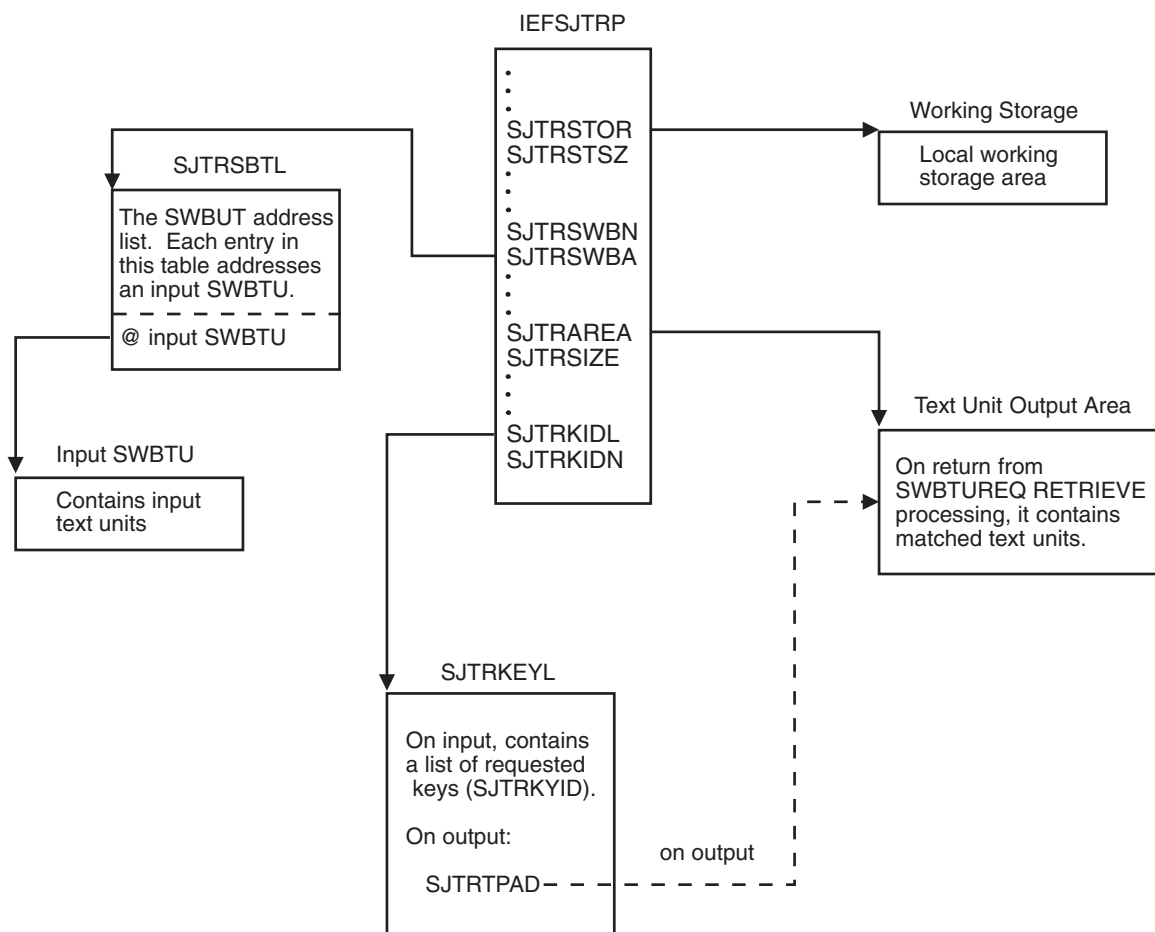 IEFSJTRP
.
.
.
SJTRSTOR
SJTRSTSZ
.
.
.
SJTRSWBN
SJTRSWBA
.
.
.
SJTRAREA
SJTRSIZE
.
.
.
SJTRKIDL
SJTRKIDN
Working Storage
Local working
storage area
SJTRSBTL
The SWBUT address
list. Each entry in
this table addresses
an input SWBTU.
@ input SWBTU
Input SWBTU
Contains input
text units
Text Unit Output Area
On return from
SWBTUREQ RETRIEVE
processing, it contains
matched text units.
SJTRKEYL
On input, contains
a list of requested
keys (SJTRKYID).
On output:
SJTRTPAD
on output